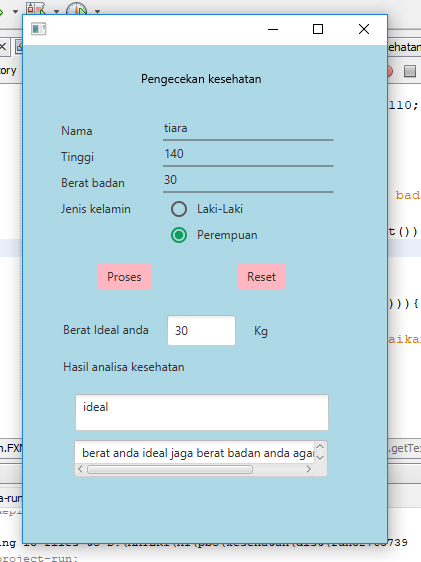 ehatan
tory
110;
Pengecekan kesehatan
Nama tiara
Tinggi 140
bad
Berat badan 30
Jenis kelamin Laki-Laki
t())
Perempuan
Proses Reset
))){
Berat Ideal anda 30 Kg
aikan
Hasil analisa kesehatan
ideal
n.FXM
.getTex
berat anda ideal jaga berat badan anda agar
a-run
project-run: